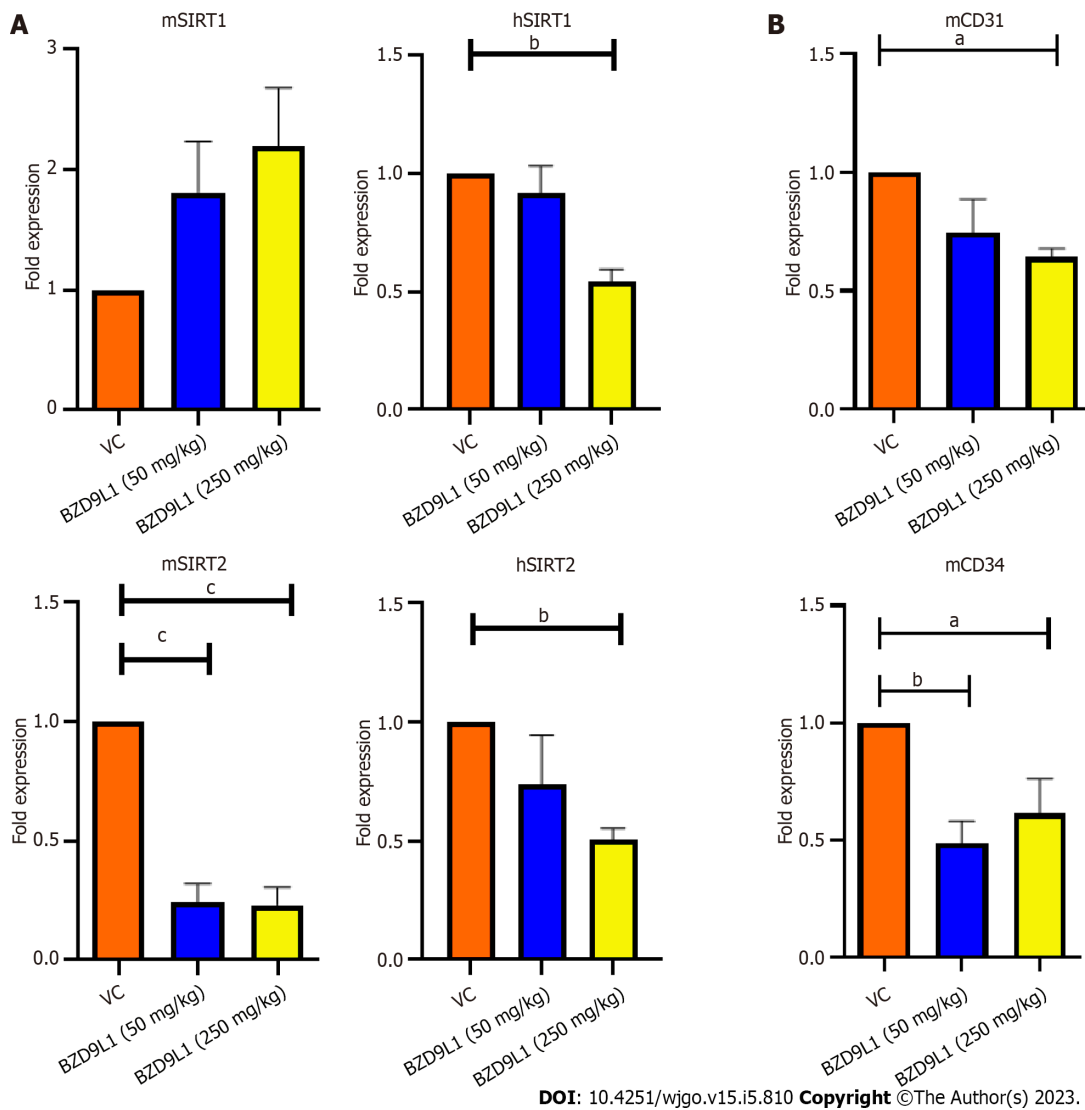 A
mSIRT1
Fold expression
3
2
1
0
VC
BZD9L1 (50 mg/kg)
BZD9L1 (250 mg/kg)
hSIRT1
b
Fold expression
1.5
1.0
0.5
0.0
VC
BZD9L1 (50 mg/kg)
BZD9L1 (250 mg/kg)
B
mCD31
a
Fold expression
1.5
1.0
0.5
0.0
VC
BZD9L1 (50 mg/kg)
BZD9L1 (250 mg/kg)
mSIRT2
c
c
Fold expression
1.5
1.0
0.5
0.0
VC
BZD9L1 (50 mg/kg)
BZD9L1 (250 mg/kg)
hSIRT2
b
Fold expression
1.5
1.0
0.5
0.0
VC
BZD9L1 (50 mg/kg)
BZD9L1 (250 mg/kg)
mCD34
a
b
Fold expression
1.5
1.0
0.5
0.0
VC
BZD9L1 (50 mg/kg)
BZD9L1 (250 mg/kg)
DOI: 10.4251/wjgo.v15.i5.810 Copyright ©The Author(s) 2023.